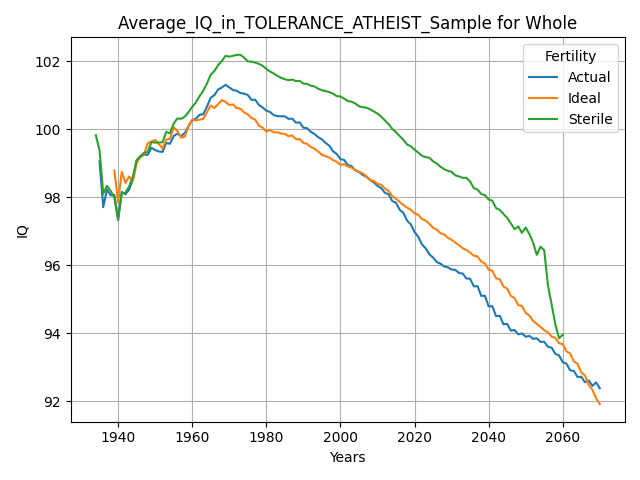 Average_IQ_in_TOLERANCE_ATHEIST_Sample for Whole
Fertility
Actual
Ideal
Sterile
IQ
102
100
98
96
94
92
1940
1960
1980
2000
2020
2040
2060
Years